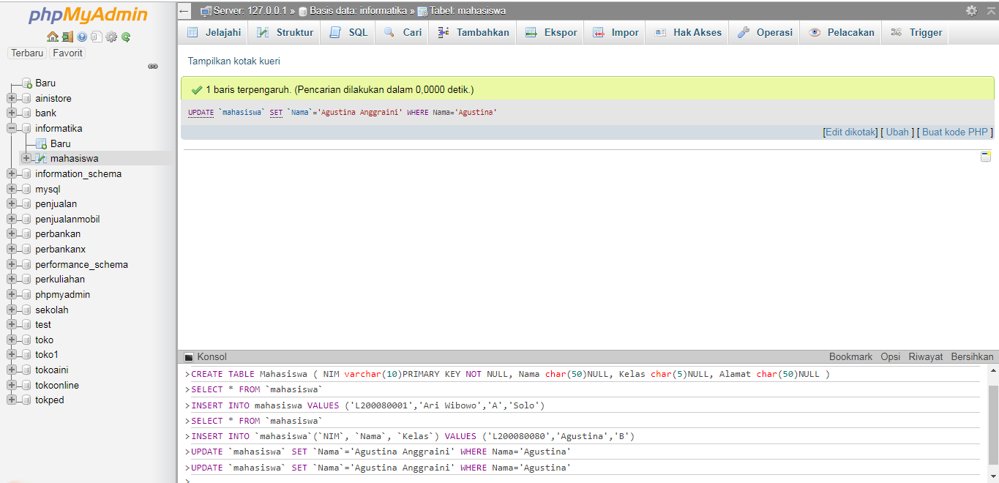 phpMyAdmin
Terbaru Favorit
Baru
ainistore
bank
informatika
Baru
mahasiswa
information_schema
mysql
penjualan
penjualanmobil
perbankan
perbankanx
performance_schema
perkuliahan
phpmyadmin
sekolah
test
toko
toko1
tokoaini
tokoonline
tokped
Server: 127.0.0.1 » Basis data: informatika » Tabel: mahasiswa
Jelajahi Struktur SQL Cari Tambahkan Ekspor Impor Hak Akses Operasi Pelacakan Trigger
Tampilkan kotak kueri
1 baris terpengaruh. (Pencarian dilakukan dalam 0,0000 detik.)
UPDATE `mahasiswa` SET `Nama`='Agustina Anggraini' WHERE Nama='Agustina'
[Edit dikotak] [ Ubah ] [ Buat kode PHP ]
Konsol Bookmark Opsi Riwayat Bersihkan
>CREATE TABLE Mahasiswa ( NIM varchar(10)PRIMARY KEY NOT NULL, Nama char(50)NULL, Kelas char(5)NULL, Alamat char(50)NULL )
>SELECT * FROM `mahasiswa`
>INSERT INTO mahasiswa VALUES ('L200080001','Ari Wibowo','A','Solo')
>SELECT * FROM `mahasiswa`
>INSERT INTO `mahasiswa`(`NIM`, `Nama`, `Kelas`) VALUES ('L200080080','Agustina','B')
>UPDATE `mahasiswa` SET `Nama`='Agustina Anggraini' WHERE Nama='Agustina'
>UPDATE `mahasiswa` SET `Nama`='Agustina Anggraini' WHERE Nama='Agustina'
>